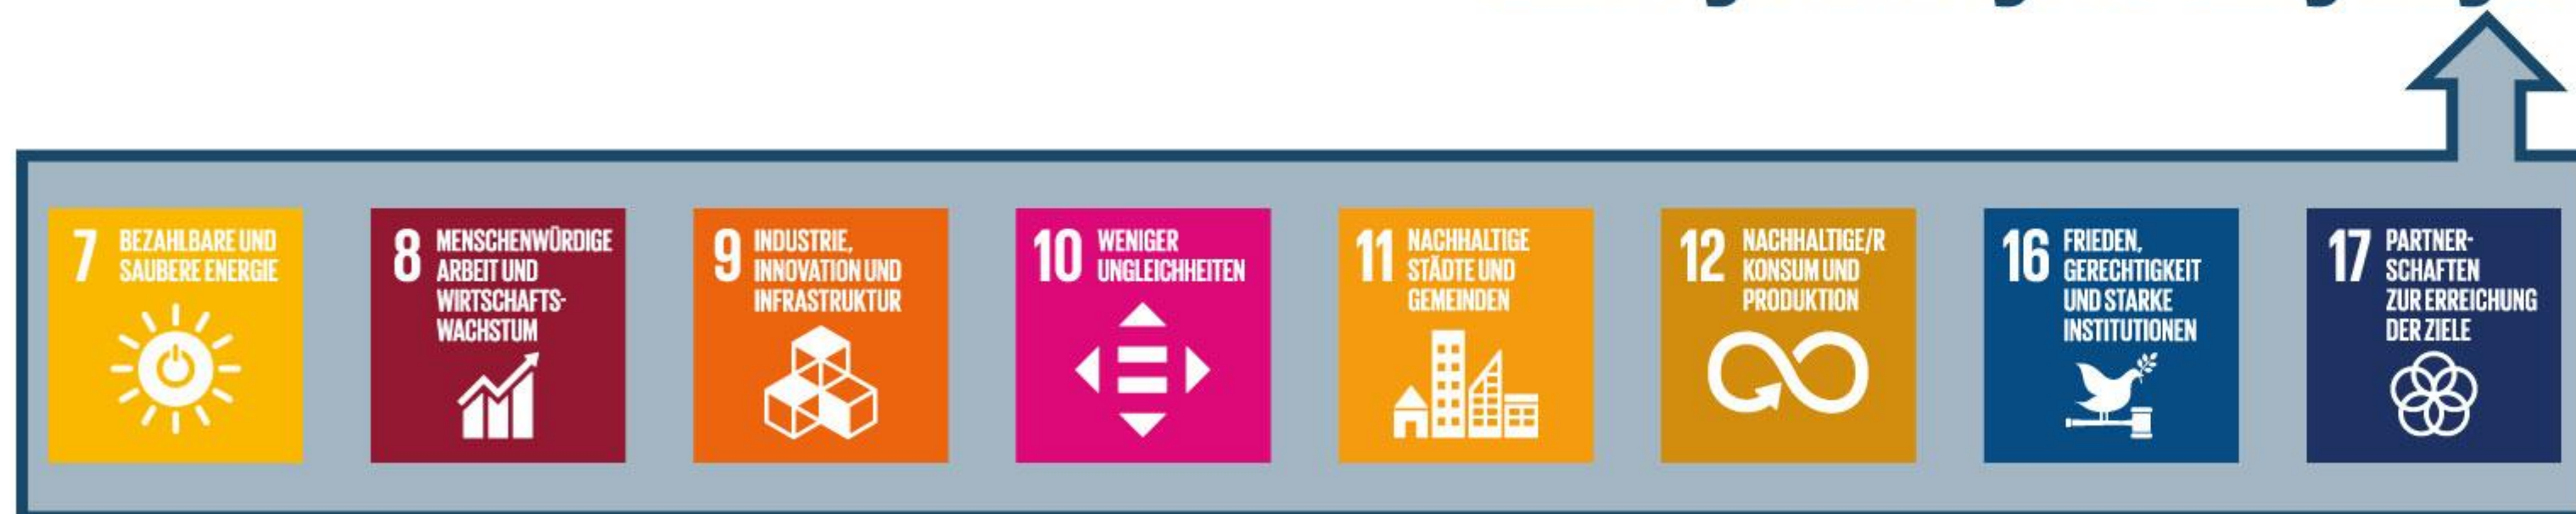 7 BEZAHLBARE UND
SAUBERE ENERGIE
8 MENSCHENWÜRDIGE
ARBEIT UND
WIRTSCHAFTS-
WACHSTUM
9 INDUSTRIE,
INNOVATION UND
INFRASTRUKTUR
10 WENIGER
UNGLEICHHEITEN
11 NACHHALTIGE
STÄDTE UND
GEMEINDEN
12 NACHHALTIGE/R
KONSUM UND
PRODUKTION
16 FRIEDEN,
GERECHTIGKEIT
UND STARKE
INSTITUTIONEN
17 PARTNER-
SCHAFTEN
ZUR ERREICHUNG
DER ZIELE